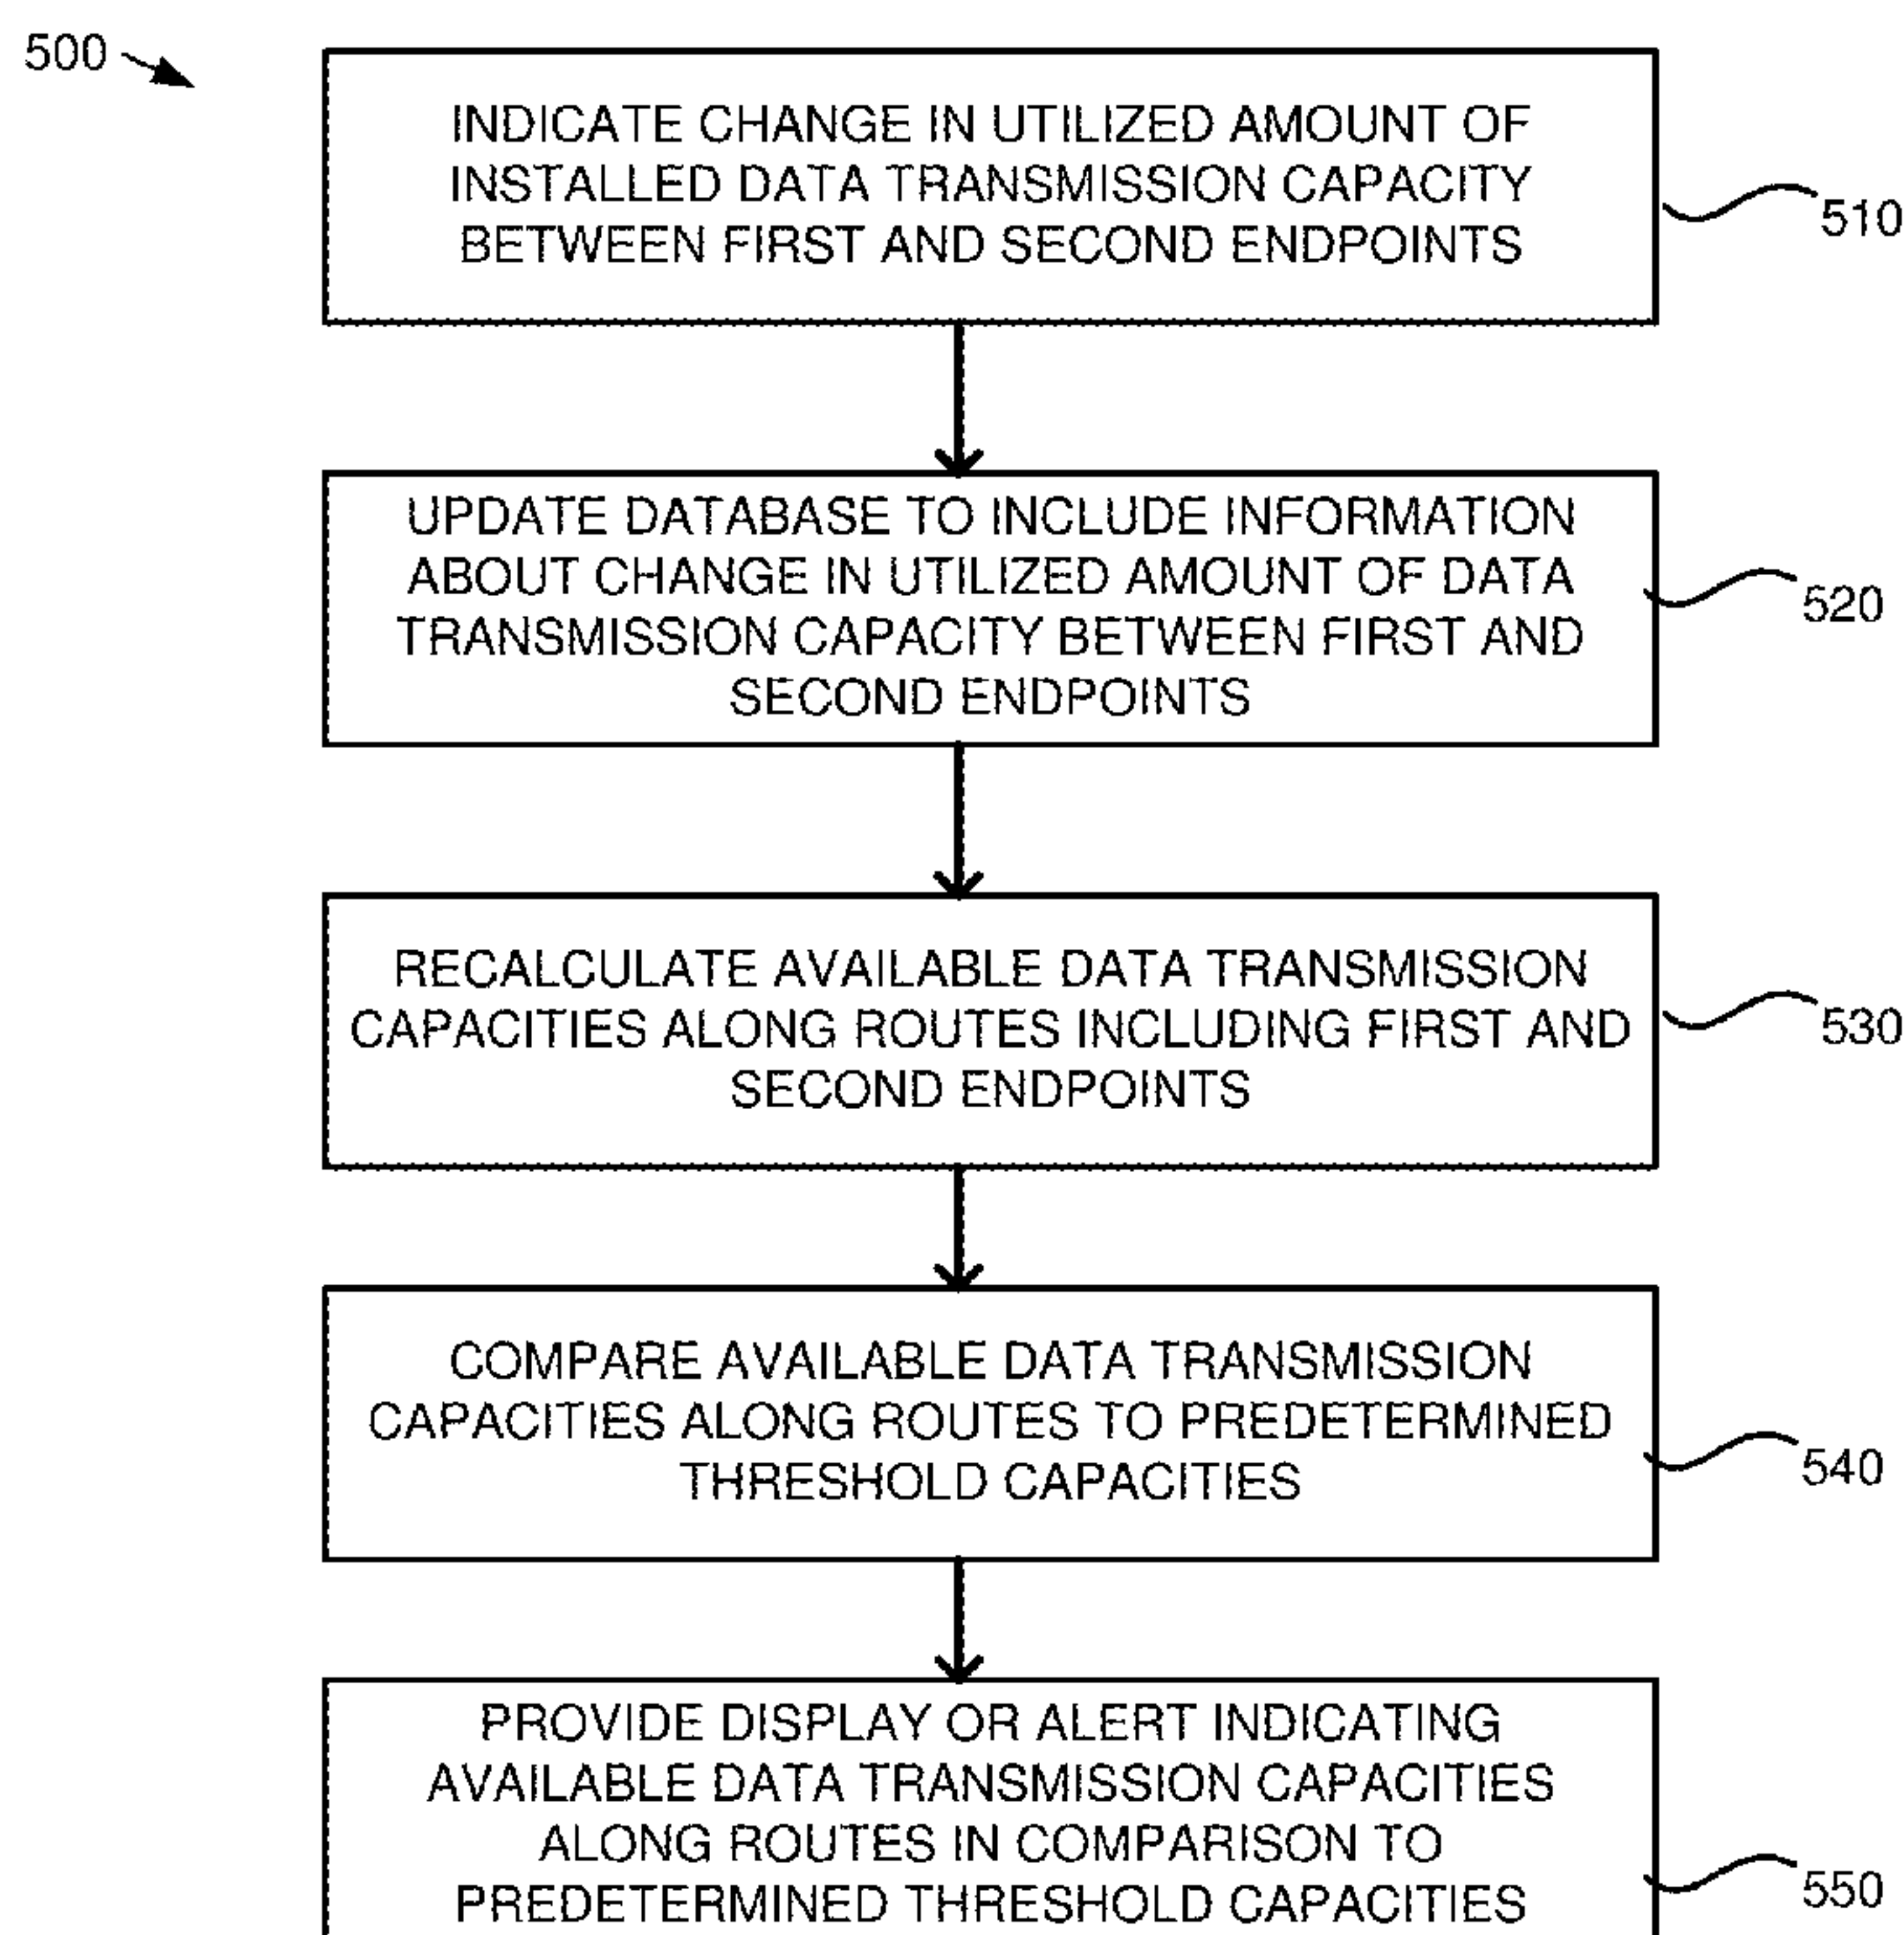 500
INDICATE CHANGE IN UTILIZED AMOUNT OF
INSTALLED DATA TRANSMISSION CAPACITY
BETWEEN FIRST AND SECOND ENDPOINTS
510
UPDATE DATABASE TO INCLUDE INFORMATION
ABOUT CHANGE IN UTILIZED AMOUNT OF DATA
TRANSMISSION CAPACITY BETWEEN FIRST AND
SECOND ENDPOINTS
520
RECALCULATE AVAILABLE DATA TRANSMISSION
CAPACITIES ALONG ROUTES INCLUDING FIRST AND
SECOND ENDPOINTS
530
COMPARE AVAILABLE DATA TRANSMISSION
CAPACITIES ALONG ROUTES TO PREDETERMINED
THRESHOLD CAPACITIES
540
PROVIDE DISPLAY OR ALERT INDICATING
AVAILABLE DATA TRANSMISSION CAPACITIES
ALONG ROUTES IN COMPARISON TO
PREDETERMINED THRESHOLD CAPACITIES
550